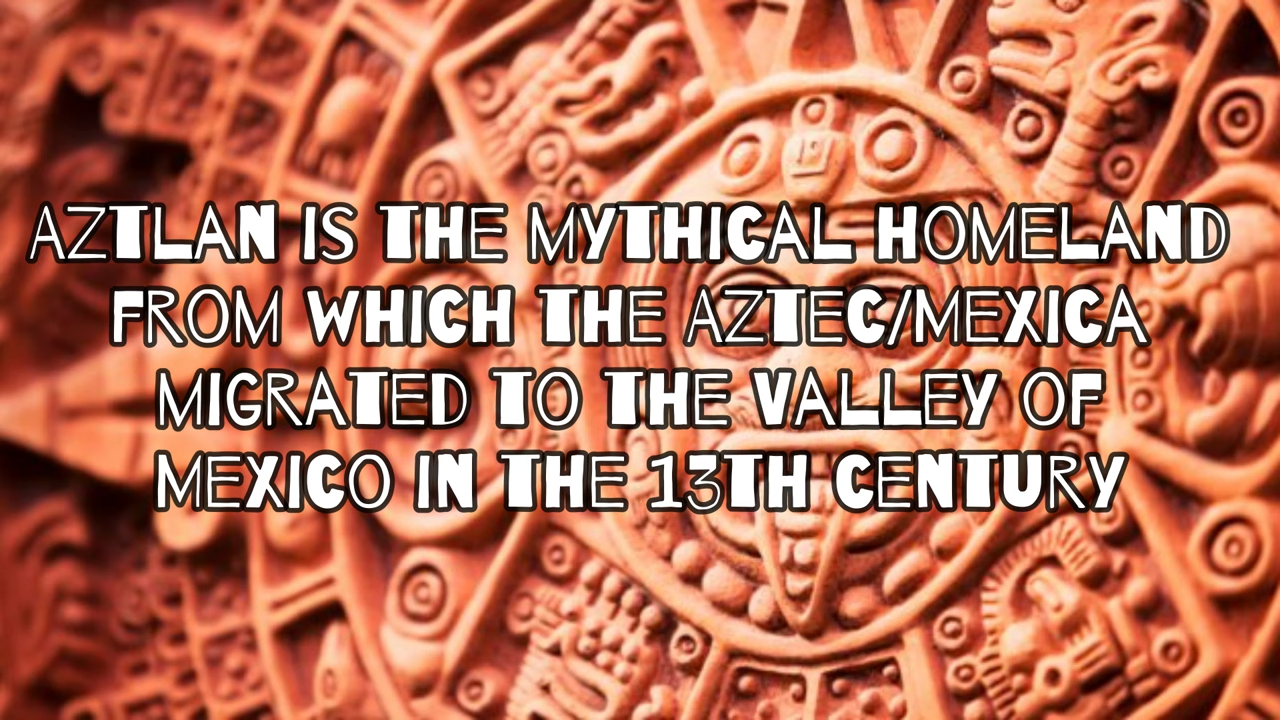 AZTLAN IS THE MYTHICAL HOMELAND
FROM WHICH THE AZTEC/MEXICA
MIGRATED TO THE VALLEY OF
MEXICO IN THE 13TH CENTURY